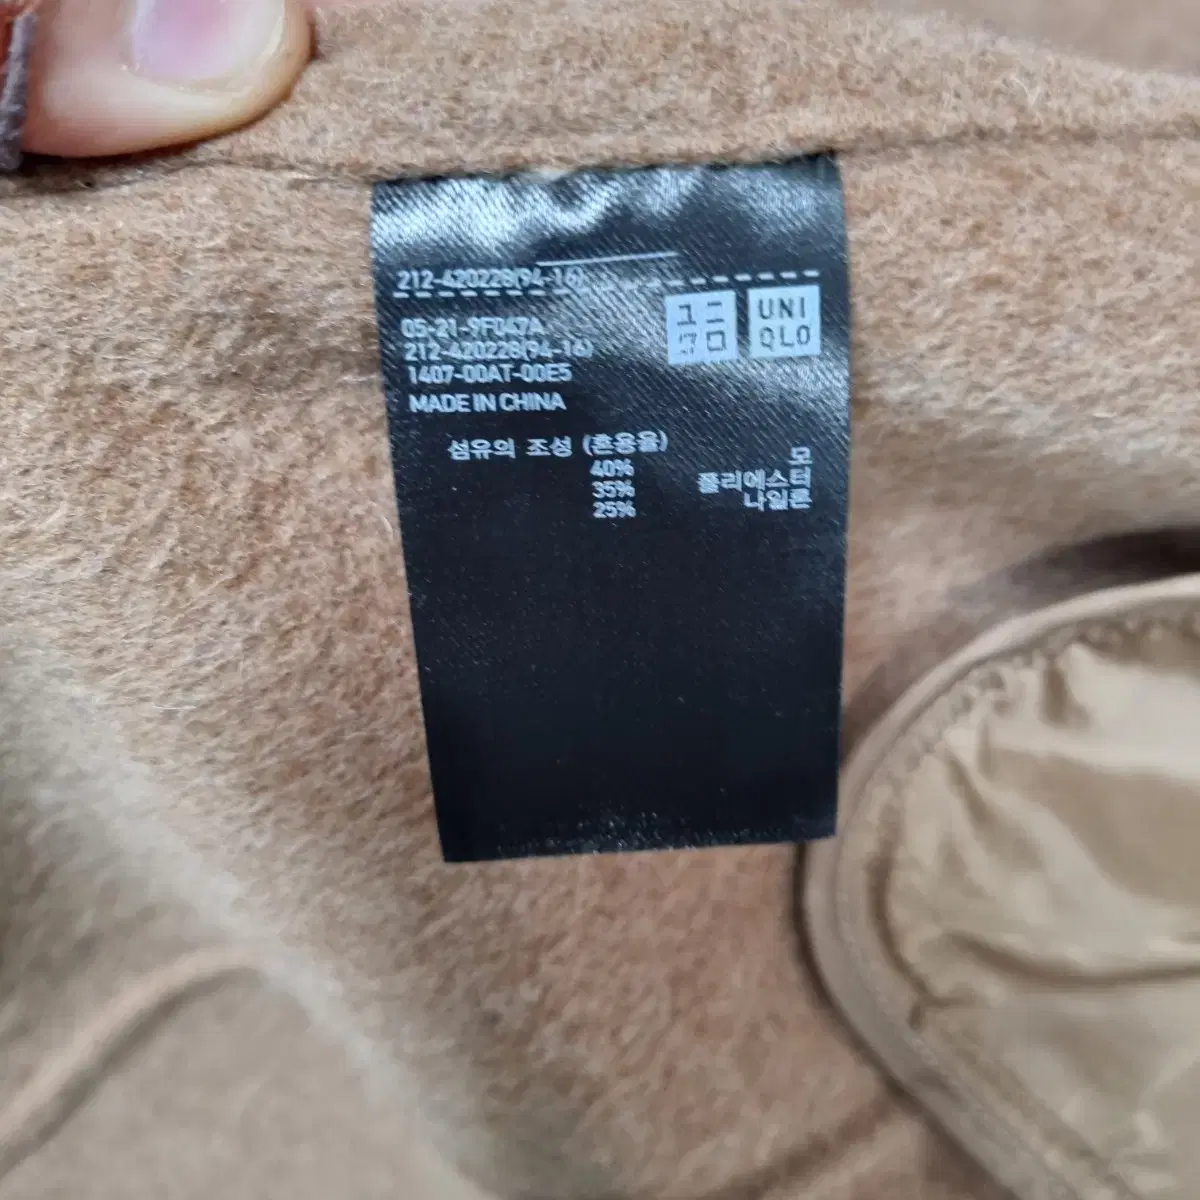 212-420228(94-16)
ユニ
クロ
UNI
QLO
05-21-9F047A
212-420228(94-16)
1407-00AT-00E5
MADE IN CHINA
섬유의 조성 (혼용율)
40% 모
35% 폴리에스터
25% 나일론